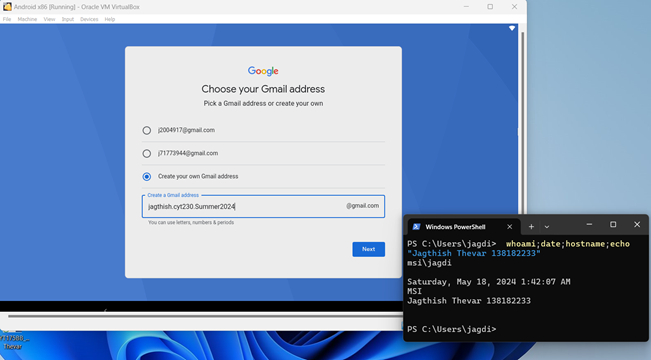 Android x86 [Running] - Oracle VM VirtualBox
File Machine View Input Devices Help
Google
Choose your Gmail address
Pick a Gmail address or create your own
j2004917@gmail.com
j71773944@gmail.com
Create your own Gmail address
Create a Gmail address
jagthish.cyt230.Summer2024
@gmail.com
You can use letters, numbers & periods
Next
Windows PowerShell
PS C:\Users\jagdi> whoami;date;hostname;echo
"Jagthish Thevar 138182233"
msi\jagdi
Saturday, May 18, 2024 1:42:07 AM
MSI
Jagthish Thevar 138182233
PS C:\Users\jagdi>
Thevar